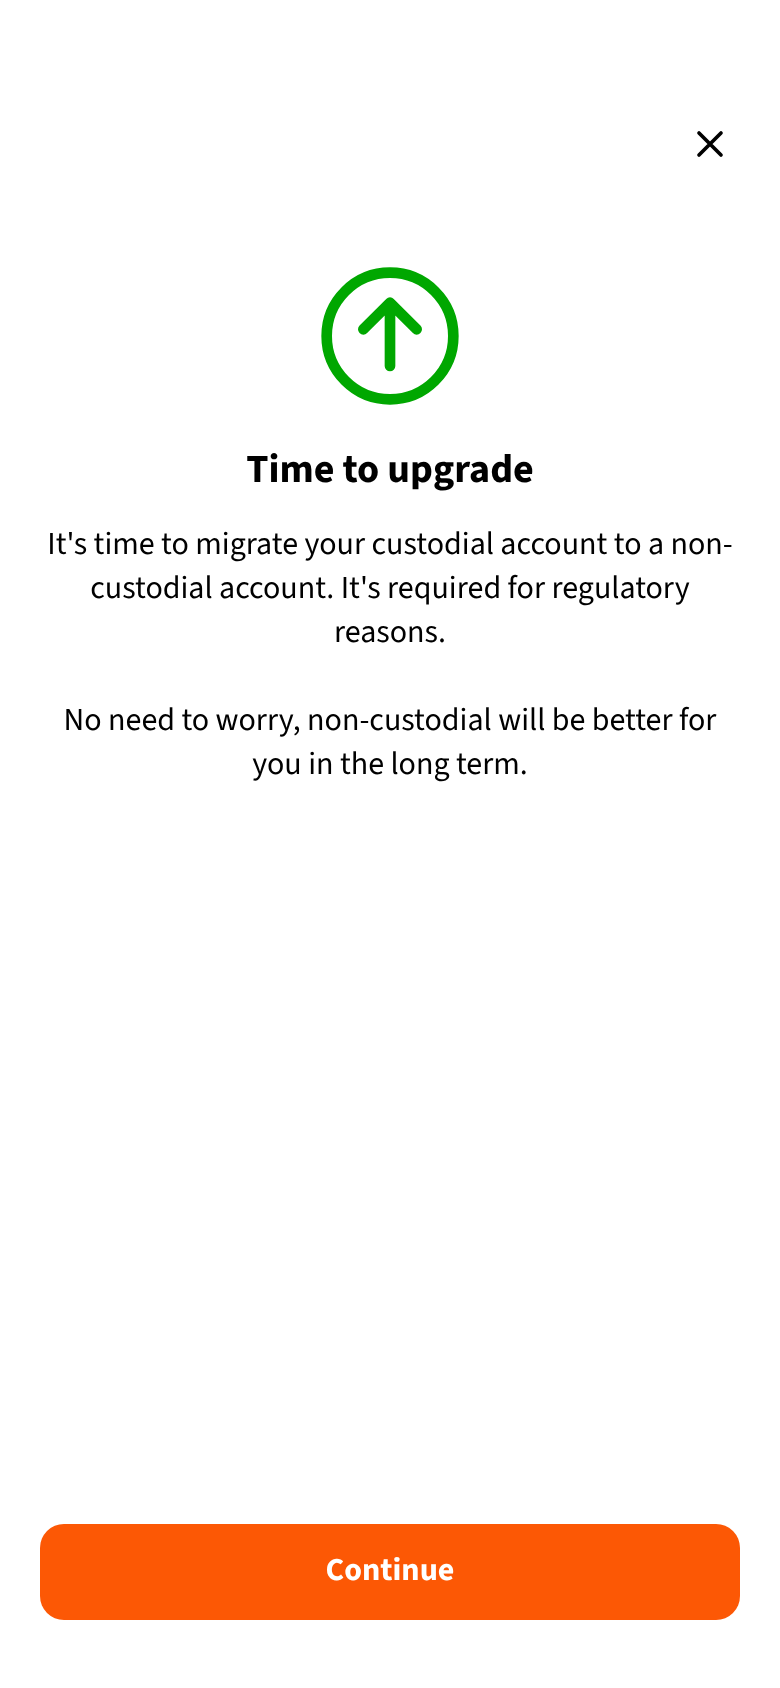 Time to upgrade
It's time to migrate your custodial account to a non-
custodial account. It's required for regulatory
reasons.
No need to worry, non-custodial will be better for
you in the long term.
Continue